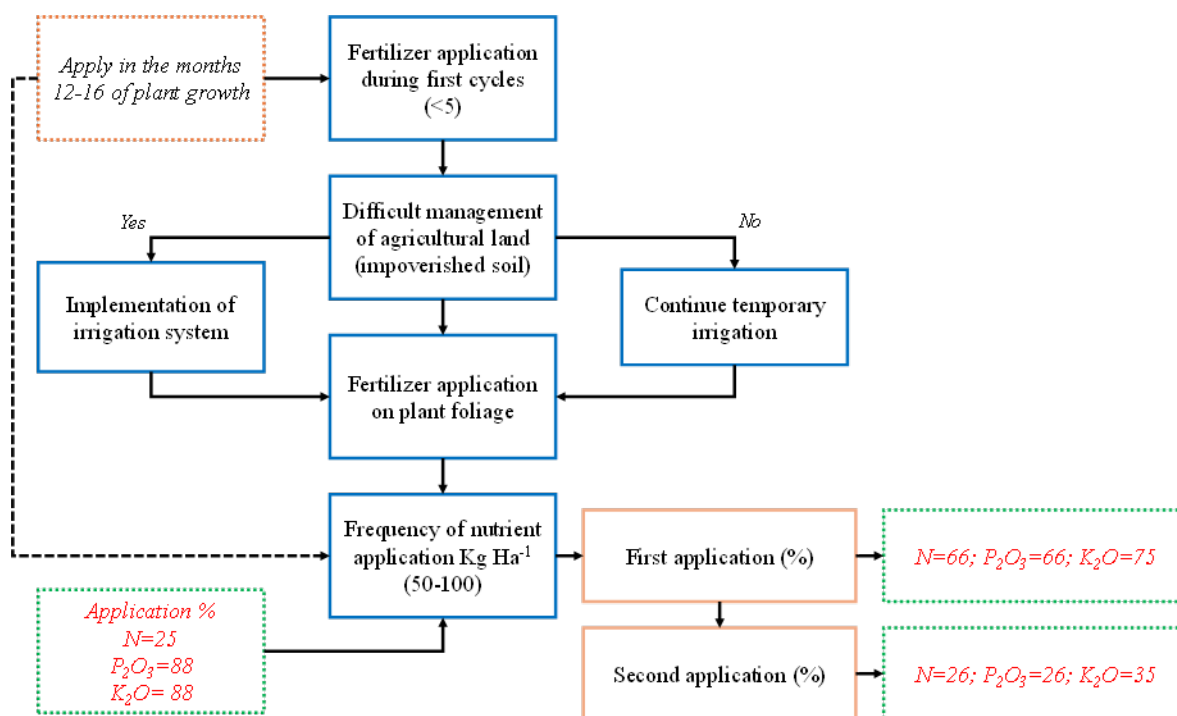 Apply in the months
12-16 of plant growth
Fertilizer application
during first cycles
(<5)
Difficult management
of agricultural land
(impoverished soil)
Yes
No
Implementation of
irrigation system
Continue temporary
irrigation
Fertilizer application
on plant foliage
Frequency of nutrient
application Kg Ha⁻¹
(50-100)
First application (%)
N=66; P₂O₃=66; K₂O=75
Application %
N=25
P₂O₃=88
K₂O= 88
Second application (%)
N=26; P₂O₃=26; K₂O=35